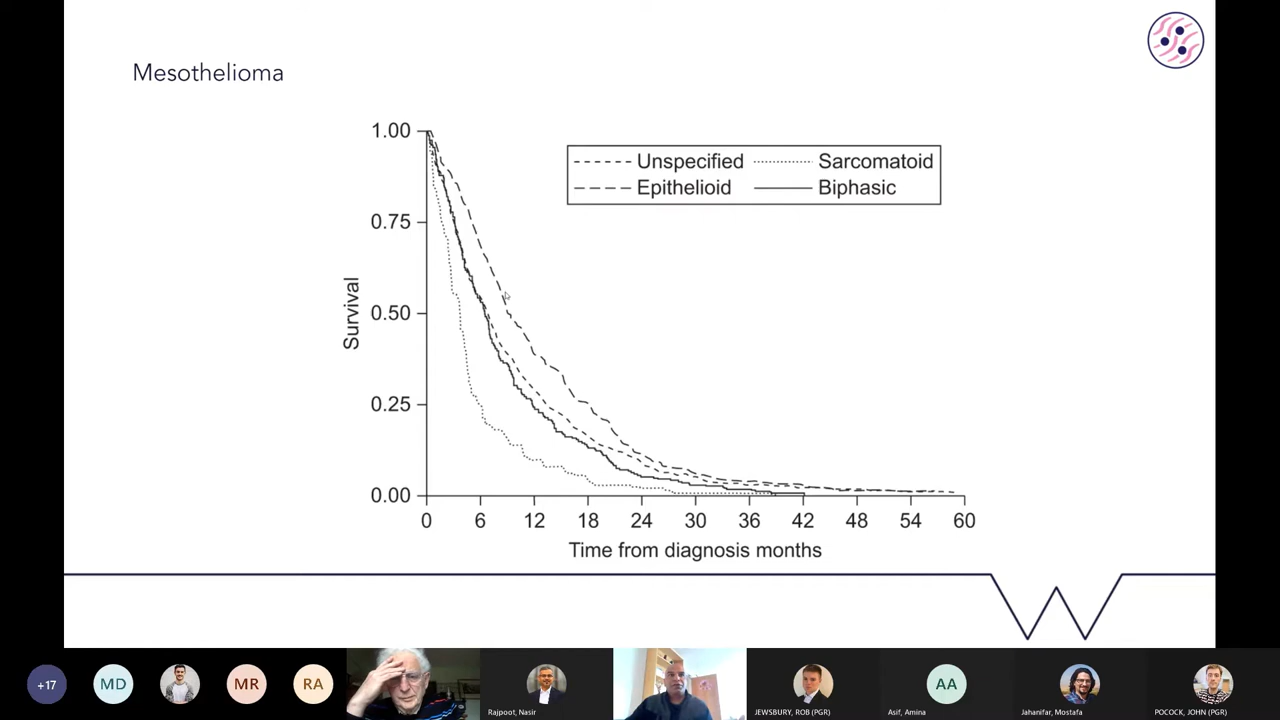 Mesothelioma
1.00
0.75
0.50
0.25
0.00
Survival
Unspecified Sarcomatoid
Epithelioid Biphasic
0 6 12 18 24 30 36 42 48 54 60
Time from diagnosis months
+17 MD MR RA AA
Rajpoot, Nasir JEWSBURY, ROB (PGR) Asif, Amina Jahanifar, Mostafa POCOCK, JOHN (PGR)